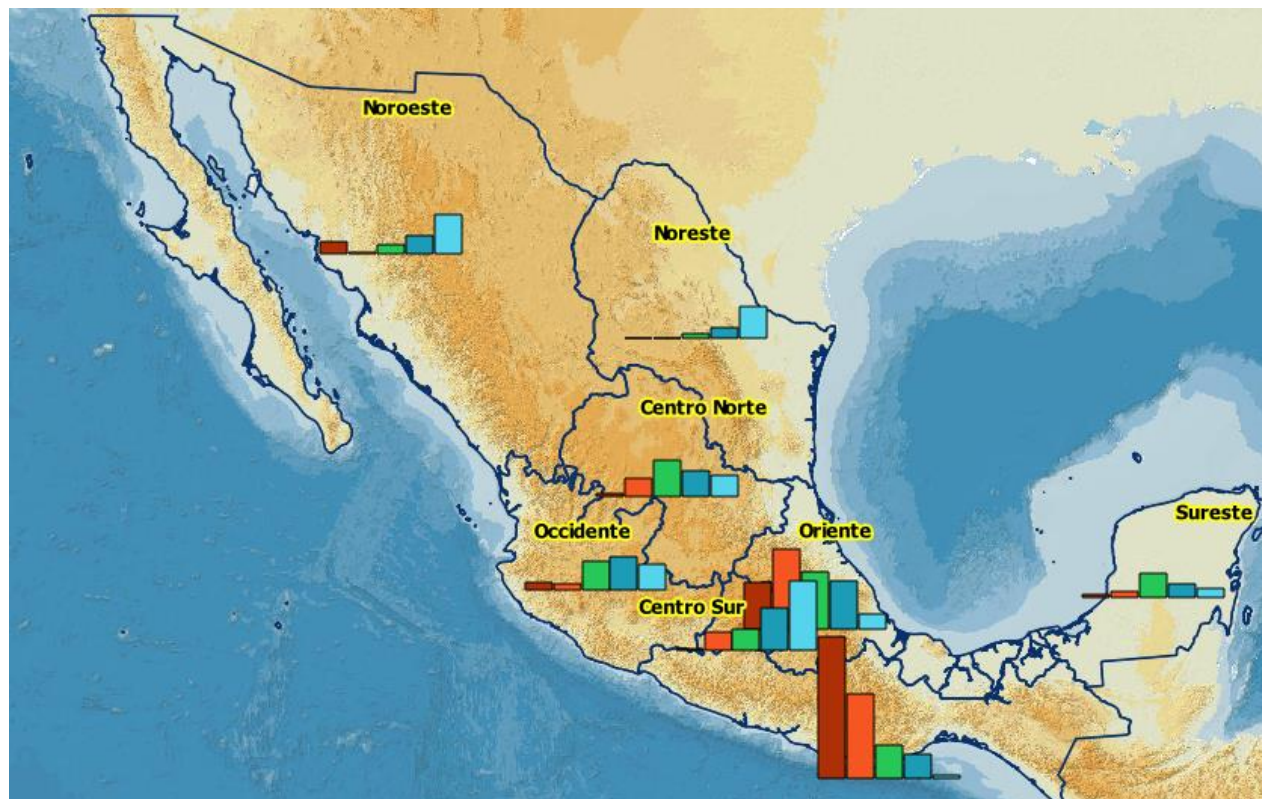 Noroeste
Noreste
Centro Norte
Occidente
Oriente
Sureste
Centro Sur